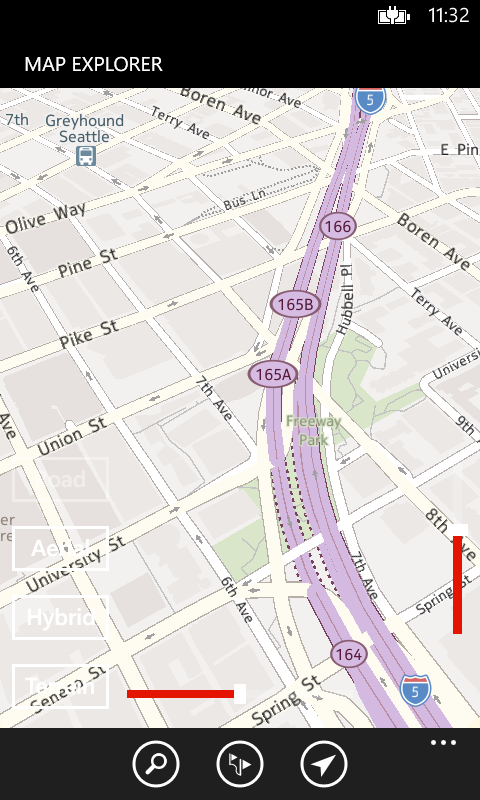 11:32
MAP EXPLORER
5
Boren Ave
7th
Greyhound
Seattle
Terry Ave
E Pin
Bus Ln
Olive Way
166
Boren Ave
6th Ave
Pine St
Hubbell Pl
165B
Terry Ave
Pike St
165A
Universi
7th Ave
Freeway
Park
9th
Ave
Union St
Road
8th Ave
Aerial
University St
7th Ave
6th Ave
Spring St
Hybrid
164
Terrain
Seneca St
5
Spring St